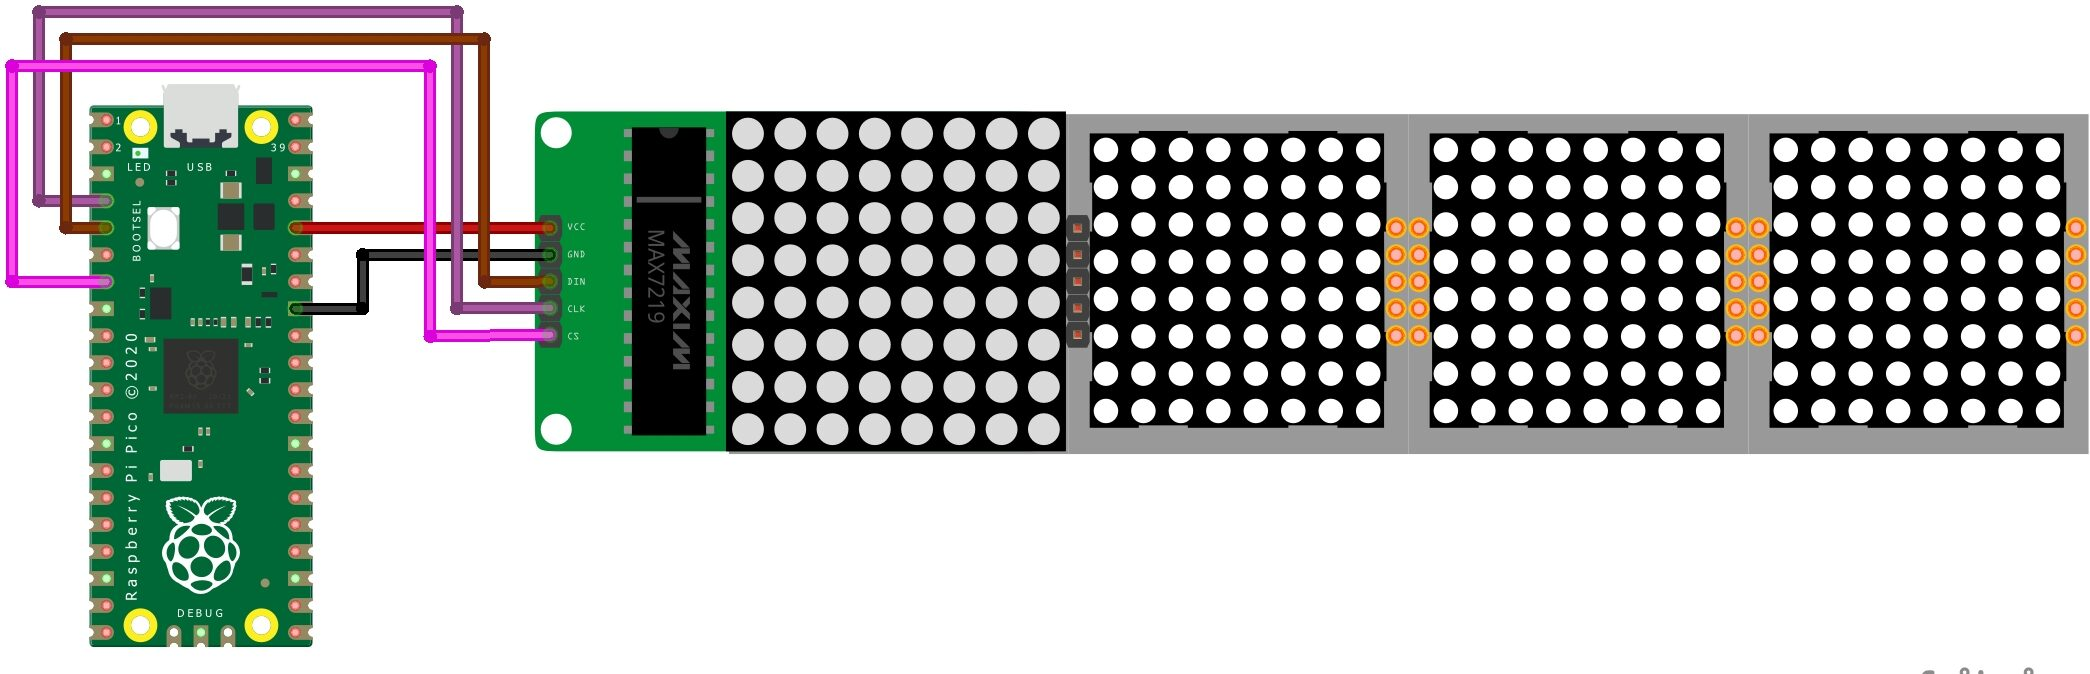 1
2
39
LED
USB
BOOTSEL
Raspberry Pi Pico ©2020
DEBUG
VCC
GND
DIN
CLK
CS
MAX7219
MAXIM